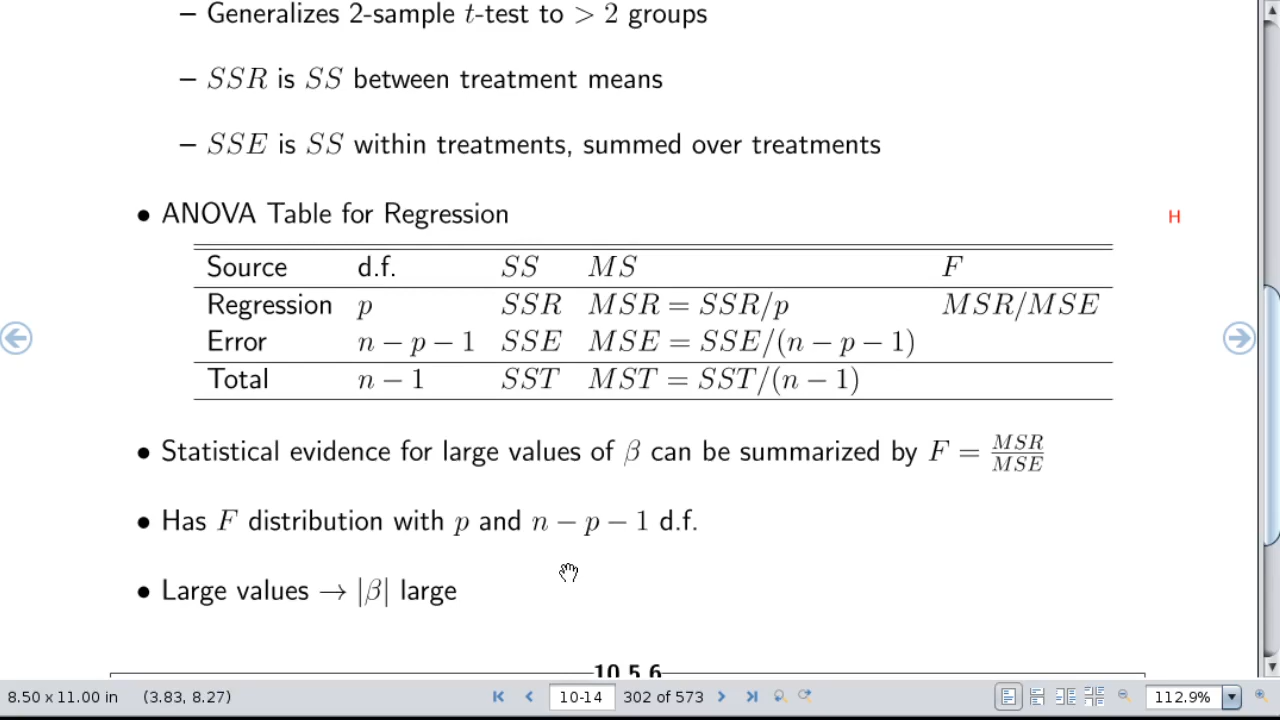 – Generalizes 2-sample t-test to > 2 groups
– SSR is SS between treatment means
– SSE is SS within treatments, summed over treatments
• ANOVA Table for Regression H
Source d.f. SS MS F
Regression p SSR MSR = SSR/p MSR/MSE
Error n − p − 1 SSE MSE = SSE/(n − p − 1)
Total n − 1 SST MST = SST/(n − 1)
• Statistical evidence for large values of β can be summarized by F = MSR/MSE
• Has F distribution with p and n − p − 1 d.f.
• Large values → |β| large
10.5.6
8.50 x 11.00 in (3.83, 8.27) 10-14 302 of 573 112.9%